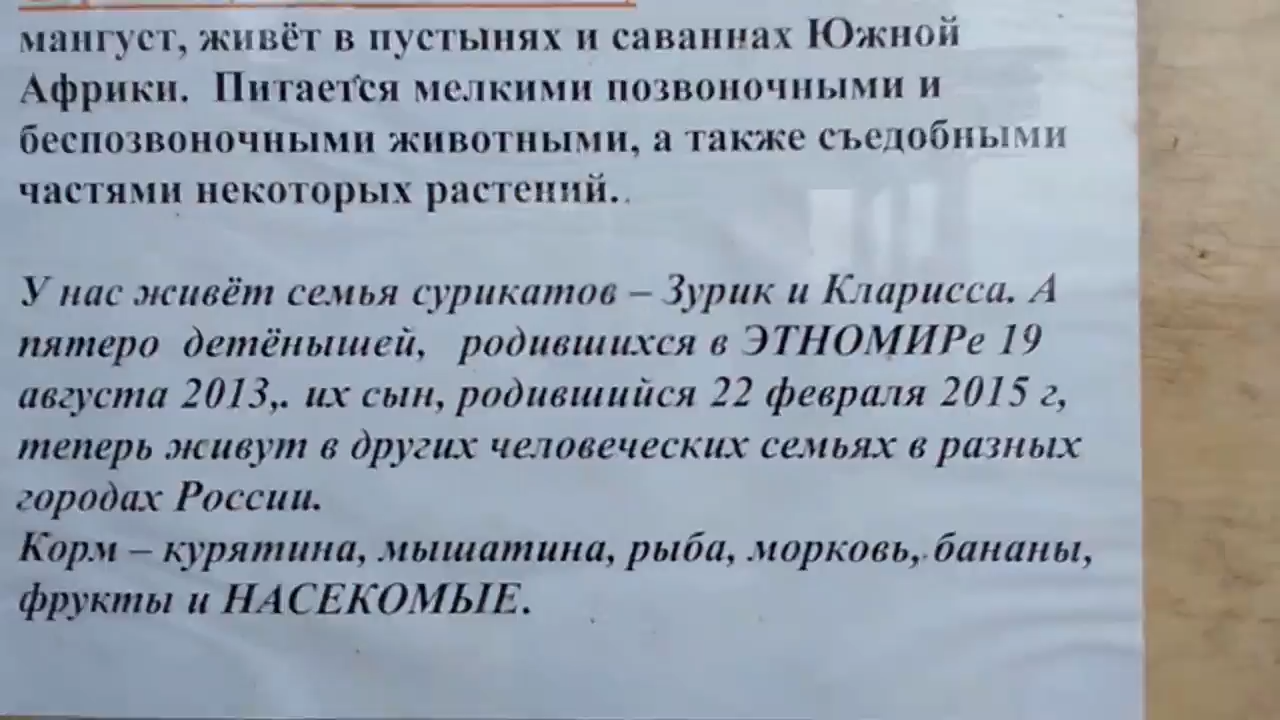 мангуст, живёт в пустынях и саваннах Южной
Африки. Питается мелкими позвоночными и
беспозвоночными животными, а также съедобными
частями некоторых растений.
У нас живёт семья сурикатов – Зурик и Кларисса. А
пятеро детёнышей, родившихся в ЭТНОМИРе 19
августа 2013,. их сын, родившийся 22 февраля 2015 г,
теперь живут в других человеческих семьях в разных
городах России.
Корм – курятина, мышатина, рыба, морковь, бананы,
фрукты и НАСЕКОМЫЕ.